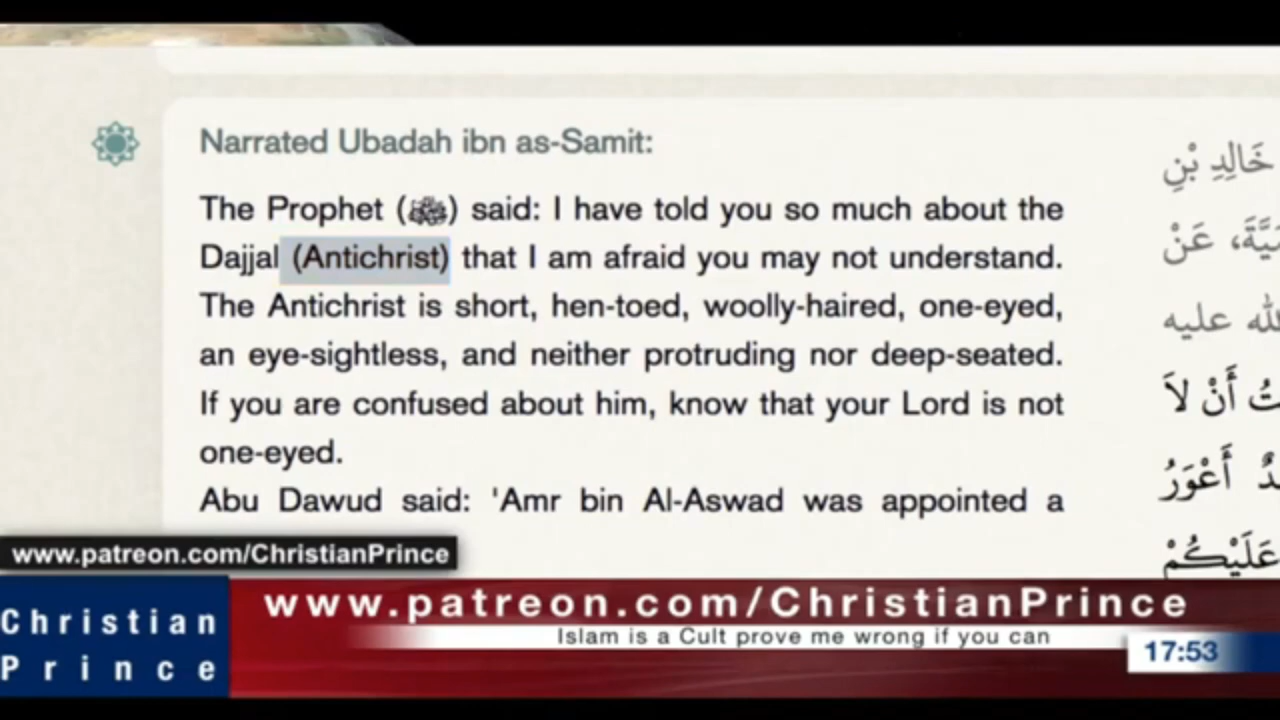 Narrated Ubadah ibn as-Samit:
The Prophet (ﷺ) said: I have told you so much about the
Dajjal (Antichrist) that I am afraid you may not understand.
The Antichrist is short, hen-toed, woolly-haired, one-eyed,
an eye-sightless, and neither protruding nor deep-seated.
If you are confused about him, know that your Lord is not
one-eyed.
Abu Dawud said: 'Amr bin Al-Aswad was appointed a
خَالِدِ بْنِ
عَنْ
الله عليه
أَنْ لاَ
أَعْوَرُ
عَلَيْكُمْ
www.patreon.com/ChristianPrince
Christian
Prince
www.patreon.com/ChristianPrince
Islam is a Cult prove me wrong if you can
17:53